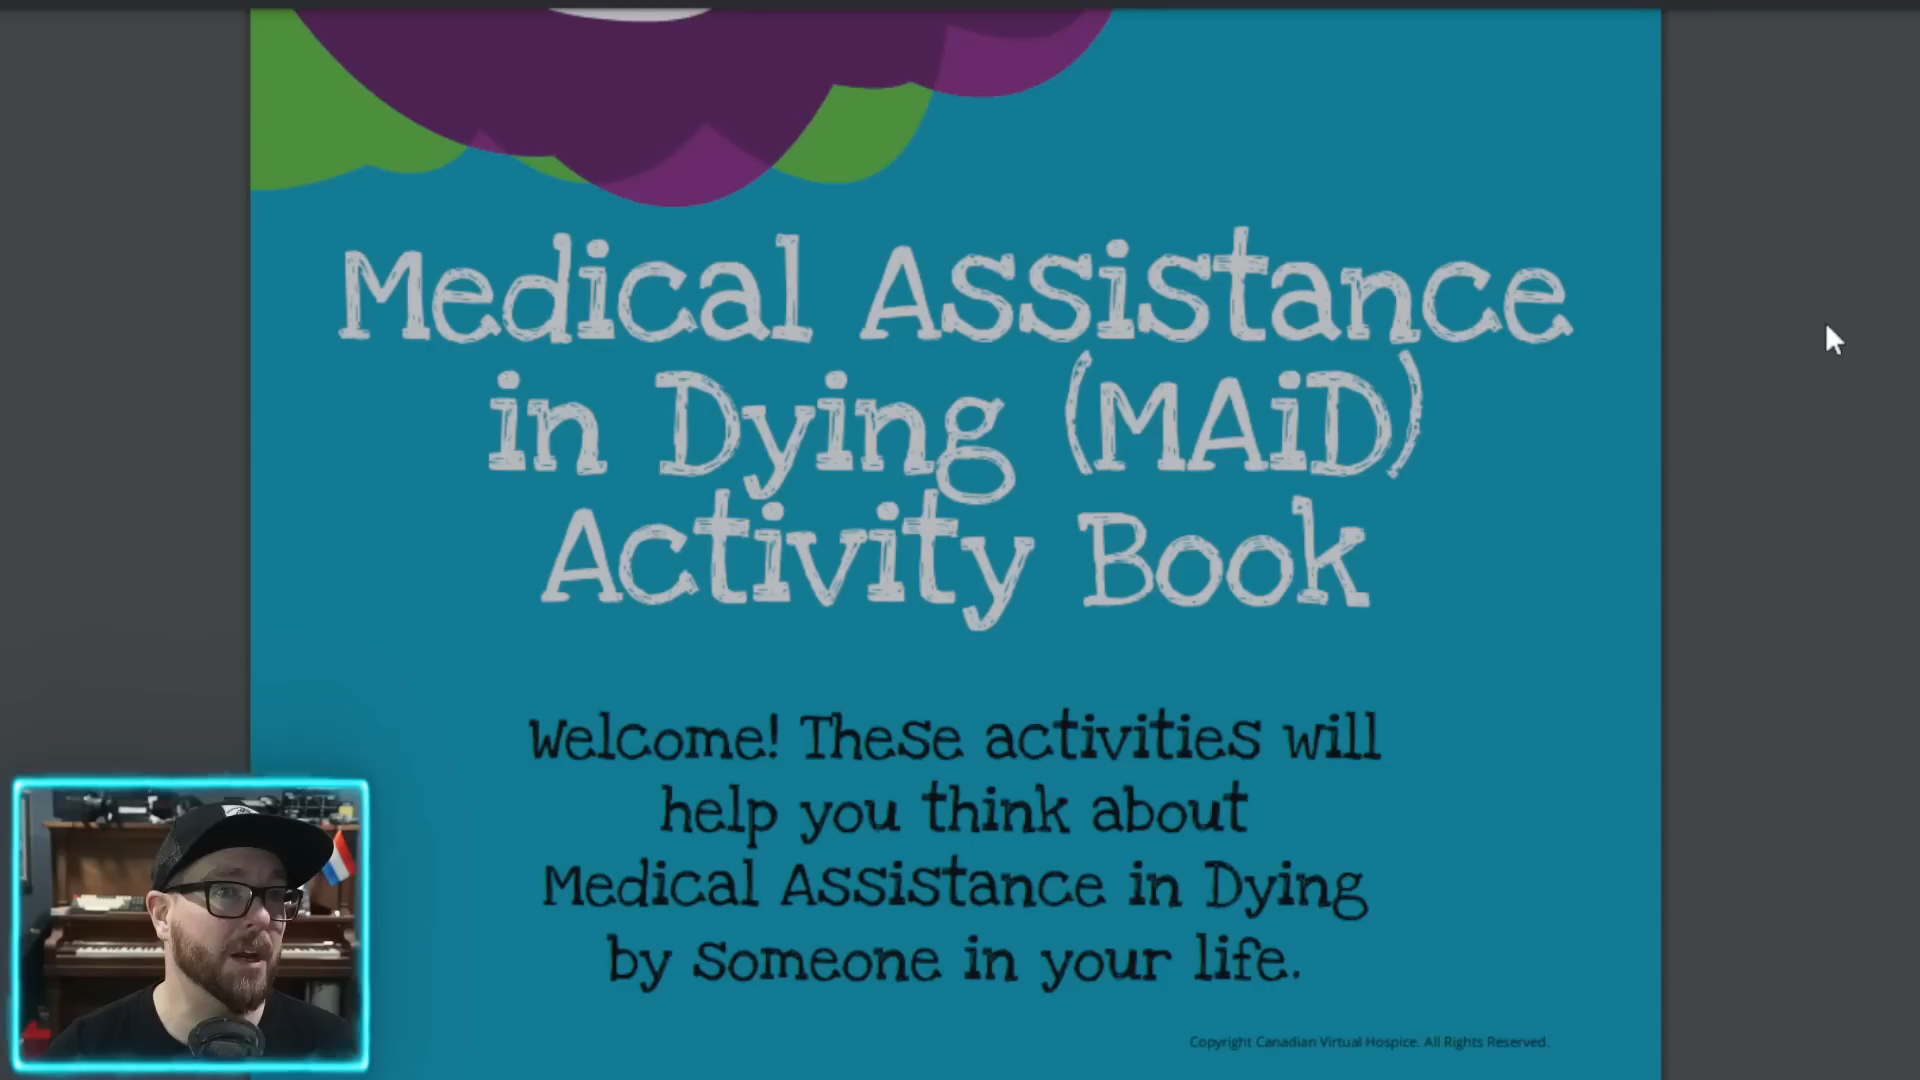 Medical Assistance
in Dying (MAiD)
Activity Book
Welcome! These activities will
help you think about
Medical Assistance in Dying
by someone in your life.
Copyright Canadian Virtual Hospice. All Rights Reserved.